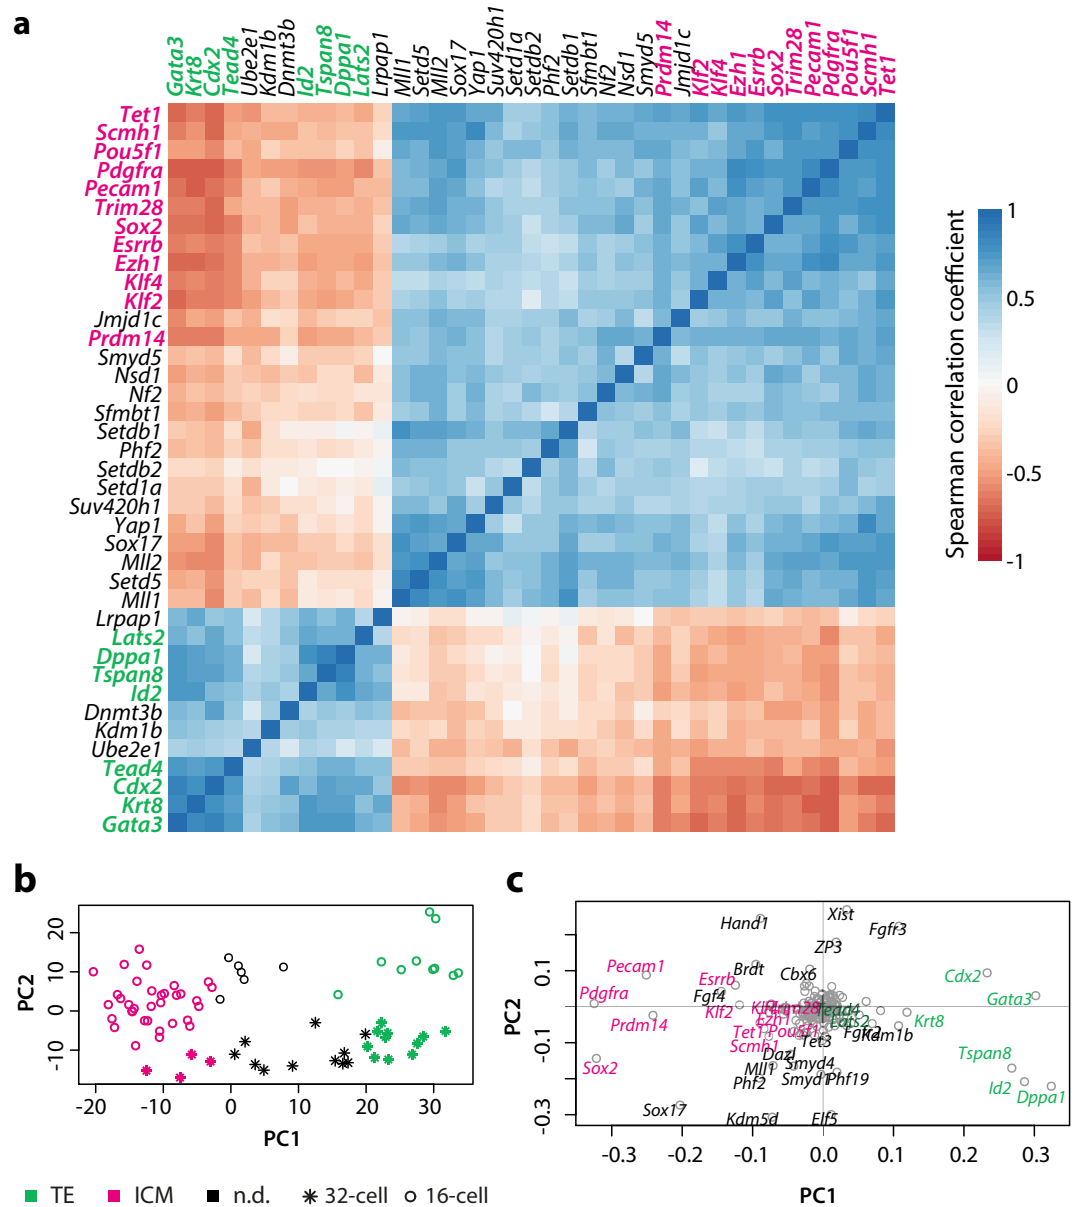 a
Gata3
Krt8
Cdx2
Tead4
Ube2e1
Kdm1b
Dnmt3b
Id2
Tspan8
Dppa1
Lats2
Lrpap1
Mll1
Setd5
Mll2
Sox17
Yap1
Suv420h1
Setd1a
Setdb2
Phf2
Setdb1
Sfmbt1
Nf2
Nsd1
Smyd5
Prdm14
Jmjd1c
Klf2
Klf4
Ezh1
Esrrb
Sox2
Trim28
Pecam1
Pdgfra
Pou5f1
Scmh1
Tet1
Tet1
Scmh1
Pou5f1
Pdgfra
Pecam1
Trim28
Sox2
Esrrb
Ezh1
Klf4
Klf2
Jmjd1c
Prdm14
Smyd5
Nsd1
Nf2
Sfmbt1
Setdb1
Phf2
Setdb2
Setd1a
Suv420h1
Yap1
Sox17
Mll2
Setd5
Mll1
Lrpap1
Lats2
Dppa1
Tspan8
Id2
Dnmt3b
Kdm1b
Ube2e1
Tead4
Cdx2
Krt8
Gata3
Spearman correlation coefficient
1
0.5
0
-0.5
-1
b
PC2
20
10
0
-10
-20
-10
0
10
20
30
PC1
c
PC2
0.1
-0.1
-0.3
Hand1
Xist
Fgfr3
ZP3
Pecam1
Brdt
Cbx6
Esrrb
Cdx2
Pdgfra
Fgf4
Gata3
Klf2
Trim28
Tead4
Prdm14
Ezh1
Lats2
Krt8
Tet1
Pou5f1
Fgfr2
Kdm1b
Scmh1
Tet3
Dazl
Tspan8
Sox2
Mll1
Smyd4
Phf2
Smyd1
Phf19
Id2
Dppa1
Sox17
Kdm5d
Elf5
-0.3
-0.2
-0.1
0.0
0.1
0.2
0.3
PC1
TE
ICM
n.d.
32-cell
16-cell